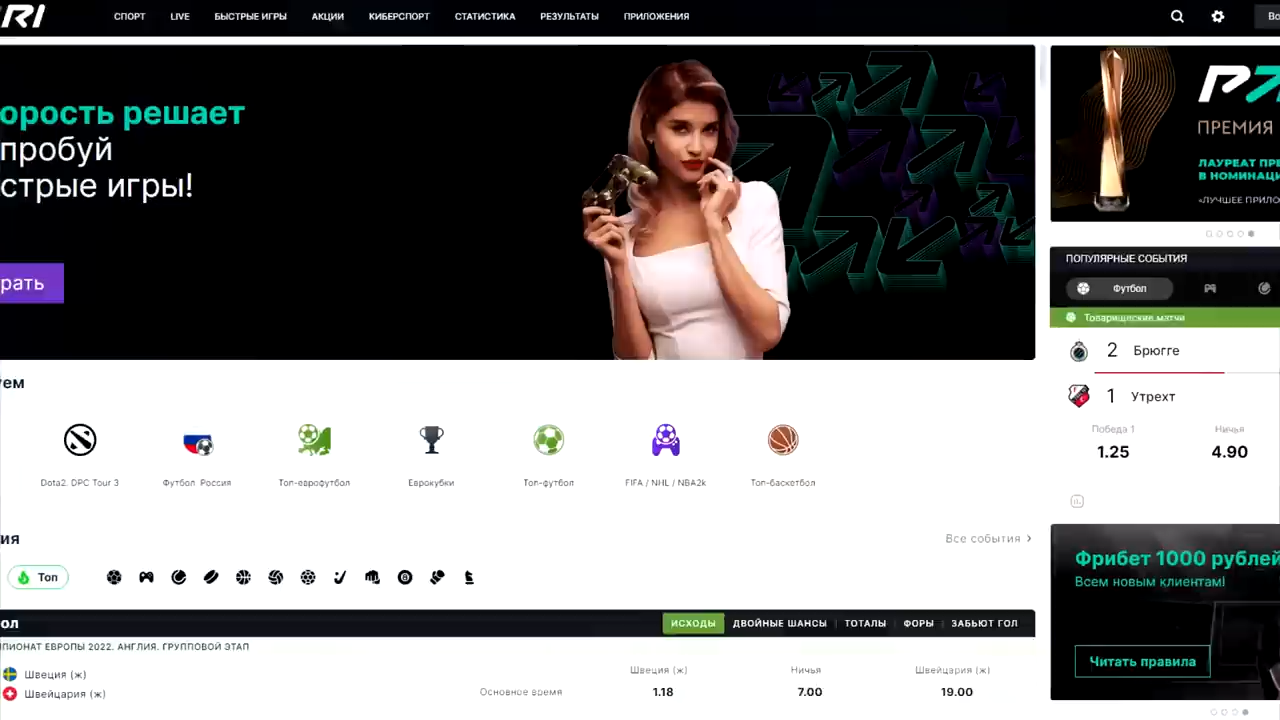 СПОРТ LIVE БЫСТРЫЕ ИГРЫ АКЦИИ КИБЕРСПОРТ СТАТИСТИКА РЕЗУЛЬТАТЫ ПРИЛОЖЕНИЯ
орость решает
пробуй
стрые игры!
рать
ПРЕМИЯ
ЛАУРЕАТ ПРЕ
В НОМИНАЦИ
«ЛУЧШЕЕ ПРИЛО
ПОПУЛЯРНЫЕ СОБЫТИЯ
Футбол
Товарищеские матчи
2 Брюгге
1 Утрехт
Победа 1 Ничья
1.25 4.90
уем
Dota2. DPC Tour 3 Футбол. Россия Топ-еврофутбол Еврокубки Топ-футбол FIFA / NHL / NBA2k Топ-баскетбол
ия Все события
Топ
Фрибет 1000 рублей
Всем новым клиентам!
Читать правила
ол ИСХОДЫ ДВОЙНЫЕ ШАНСЫ ТОТАЛЫ ФОРЫ ЗАБЬЮТ ГОЛ
ПИОНАТ ЕВРОПЫ 2022. АНГЛИЯ. ГРУППОВОЙ ЭТАП
Швеция (ж)
Швейцария (ж)
Основное время
Швеция (ж) Ничья Швейцария (ж)
1.18 7.00 19.00